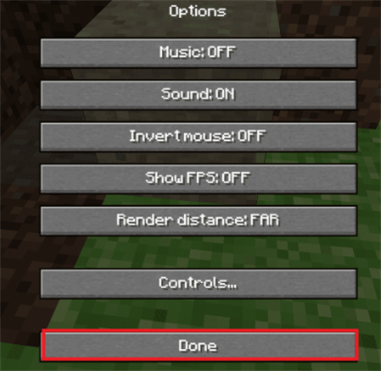 Options
Music: OFF
Sound: ON
Invert mouse: OFF
Show FPS: OFF
Render distance: FAR
Controls...
Done